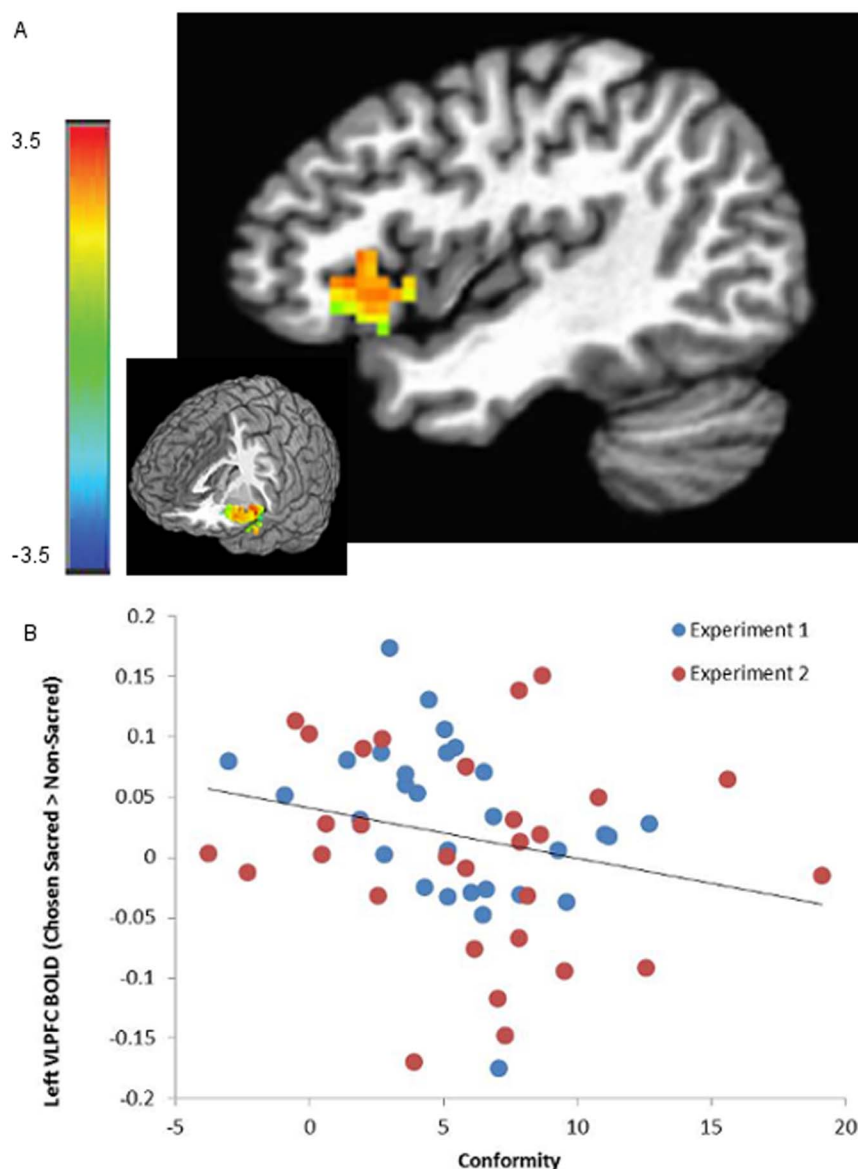 A
3.5
-3.5
B
0.2
0.15
0.1
0.05
0
-0.05
-0.1
-0.15
-0.2
Left VLPFC BOLD (Chosen Sacred > Non-Sacred)
Experiment 1
Experiment 2
-5
0
5
10
15
20
Conformity